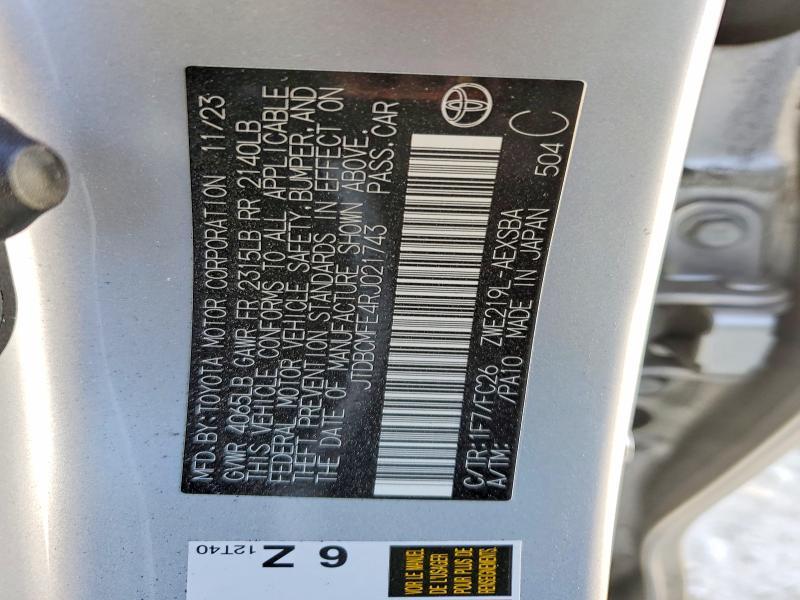 MFD. BY TOYOTA MOTOR CORPORATION 11/23
GVWR 4065LB GAWR FR 2315LB RR 2140LB
THIS VEHICLE CONFORMS TO ALL APPLICABLE
FEDERAL MOTOR VEHICLE SAFETY, BUMPER, AND
THEFT PREVENTION STANDARDS IN EFFECT ON
THE DATE OF MANUFACTURE SHOWN ABOVE.
JTDBCMFE4RJ021743 PASS. CAR
C/TR: 1F7/FC26 ZWE219L-AEXSBA
A/TM: /PA10 MADE IN JAPAN 504 C
6 Z
12T40
VOIR LE MANUEL
DE L'USAGER
POUR PLUS DE
RENSEIGNEMENTS